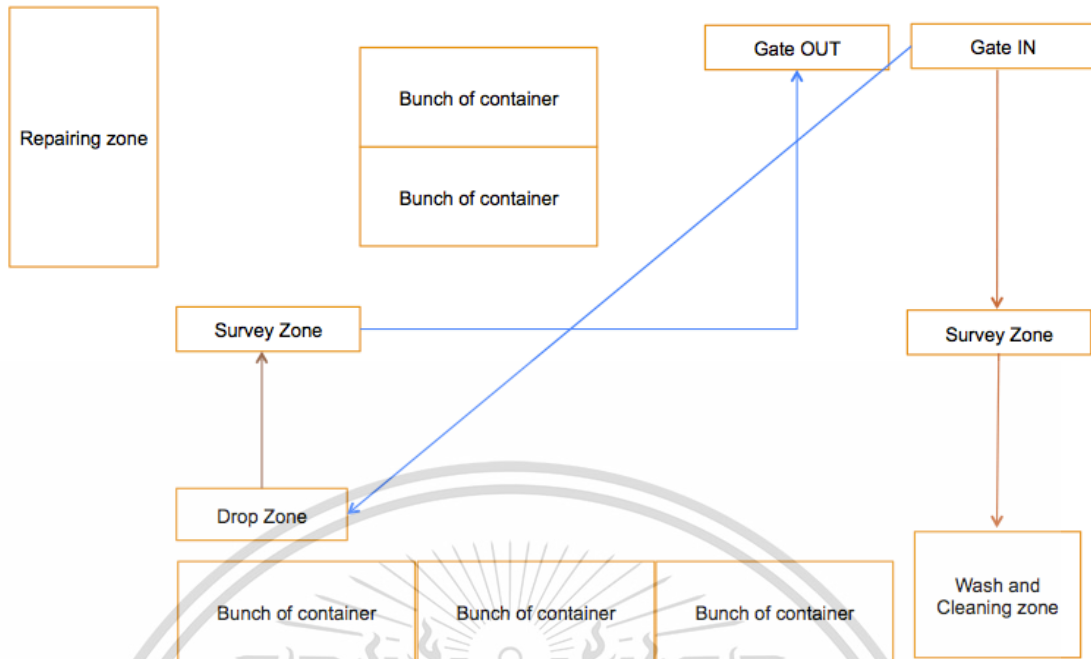 Gate OUT
Gate IN
Bunch of container
Repairing zone
Bunch of container
Survey Zone
Survey Zone
Drop Zone
Wash and
Cleaning zone
Bunch of container
Bunch of container
Bunch of container